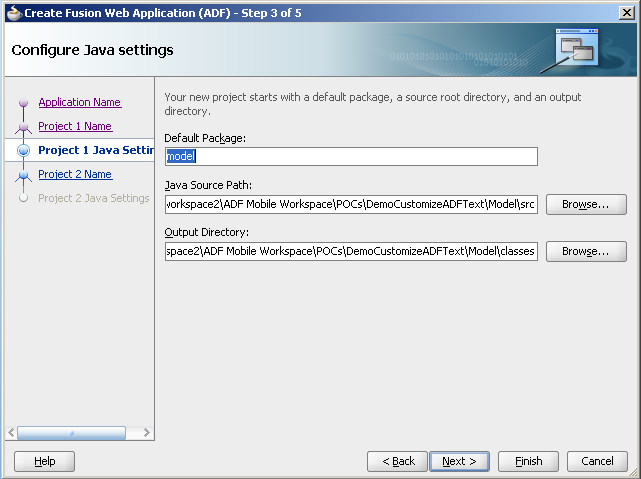 Create Fusion Web Application (ADF) - Step 3 of 5
Configure Java settings
Application Name
Project 1 Name
Project 1 Java Settin
Project 2 Name
Project 2 Java Settings
Your new project starts with a default package, a source root directory, and an output
directory.
Default Package:
model
Java Source Path:
workspace2\ADF Mobile Workspace\POCs\DemoCustomizeADFText\Model\src
Browse...
Output Directory:
space2\ADF Mobile Workspace\POCs\DemoCustomizeADFText\Model\classes
Browse...
Help
< Back
Next >
Finish
Cancel